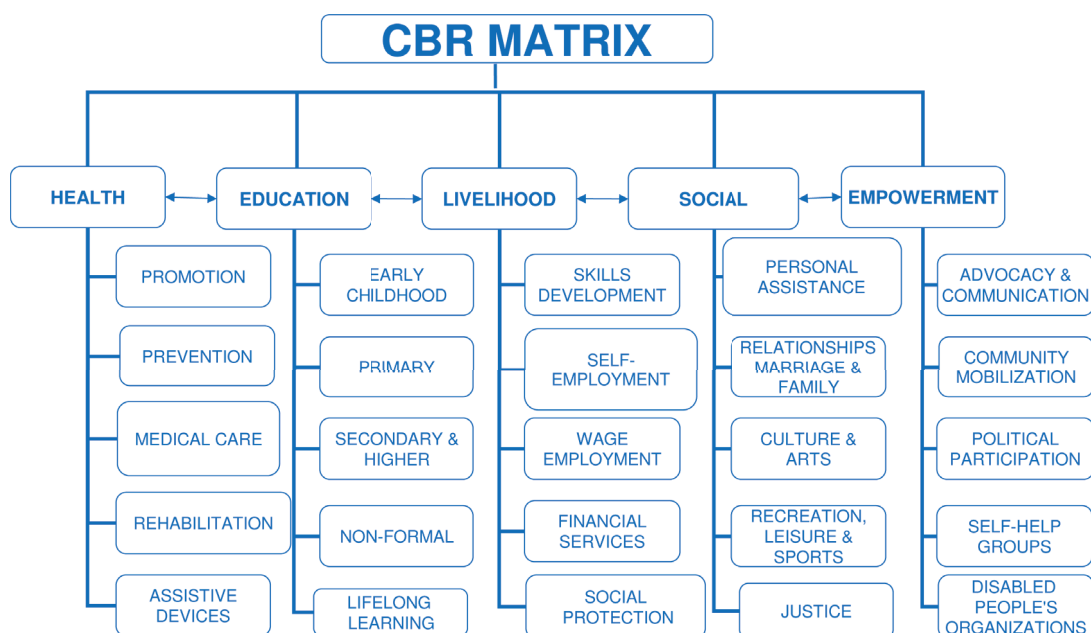 CBR MATRIX
HEALTH
EDUCATION
LIVELIHOOD
SOCIAL
EMPOWERMENT
PROMOTION
PREVENTION
MEDICAL CARE
REHABILITATION
ASSISTIVE
DEVICES
EARLY
CHILDHOOD
PRIMARY
SECONDARY &
HIGHER
NON-FORMAL
LIFELONG
LEARNING
SKILLS
DEVELOPMENT
SELF-
EMPLOYMENT
WAGE
EMPLOYMENT
FINANCIAL
SERVICES
SOCIAL
PROTECTION
PERSONAL
ASSISTANCE
RELATIONSHIPS
MARRIAGE &
FAMILY
CULTURE &
ARTS
RECREATION,
LEISURE &
SPORTS
JUSTICE
ADVOCACY &
COMMUNICATION
COMMUNITY
MOBILIZATION
POLITICAL
PARTICIPATION
SELF-HELP
GROUPS
DISABLED
PEOPLE'S
ORGANIZATIONS